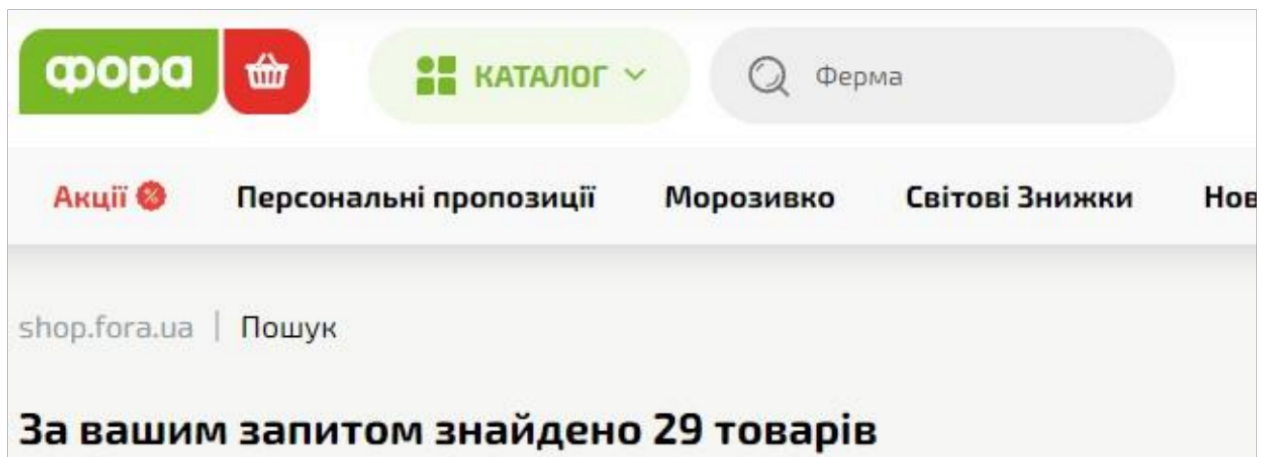 фора КАТАЛОГ Ферма
Акції Персональні пропозиції Морозивко Світові Знижки Нов
shop.fora.ua | Пошук
За вашим запитом знайдено 29 товарів